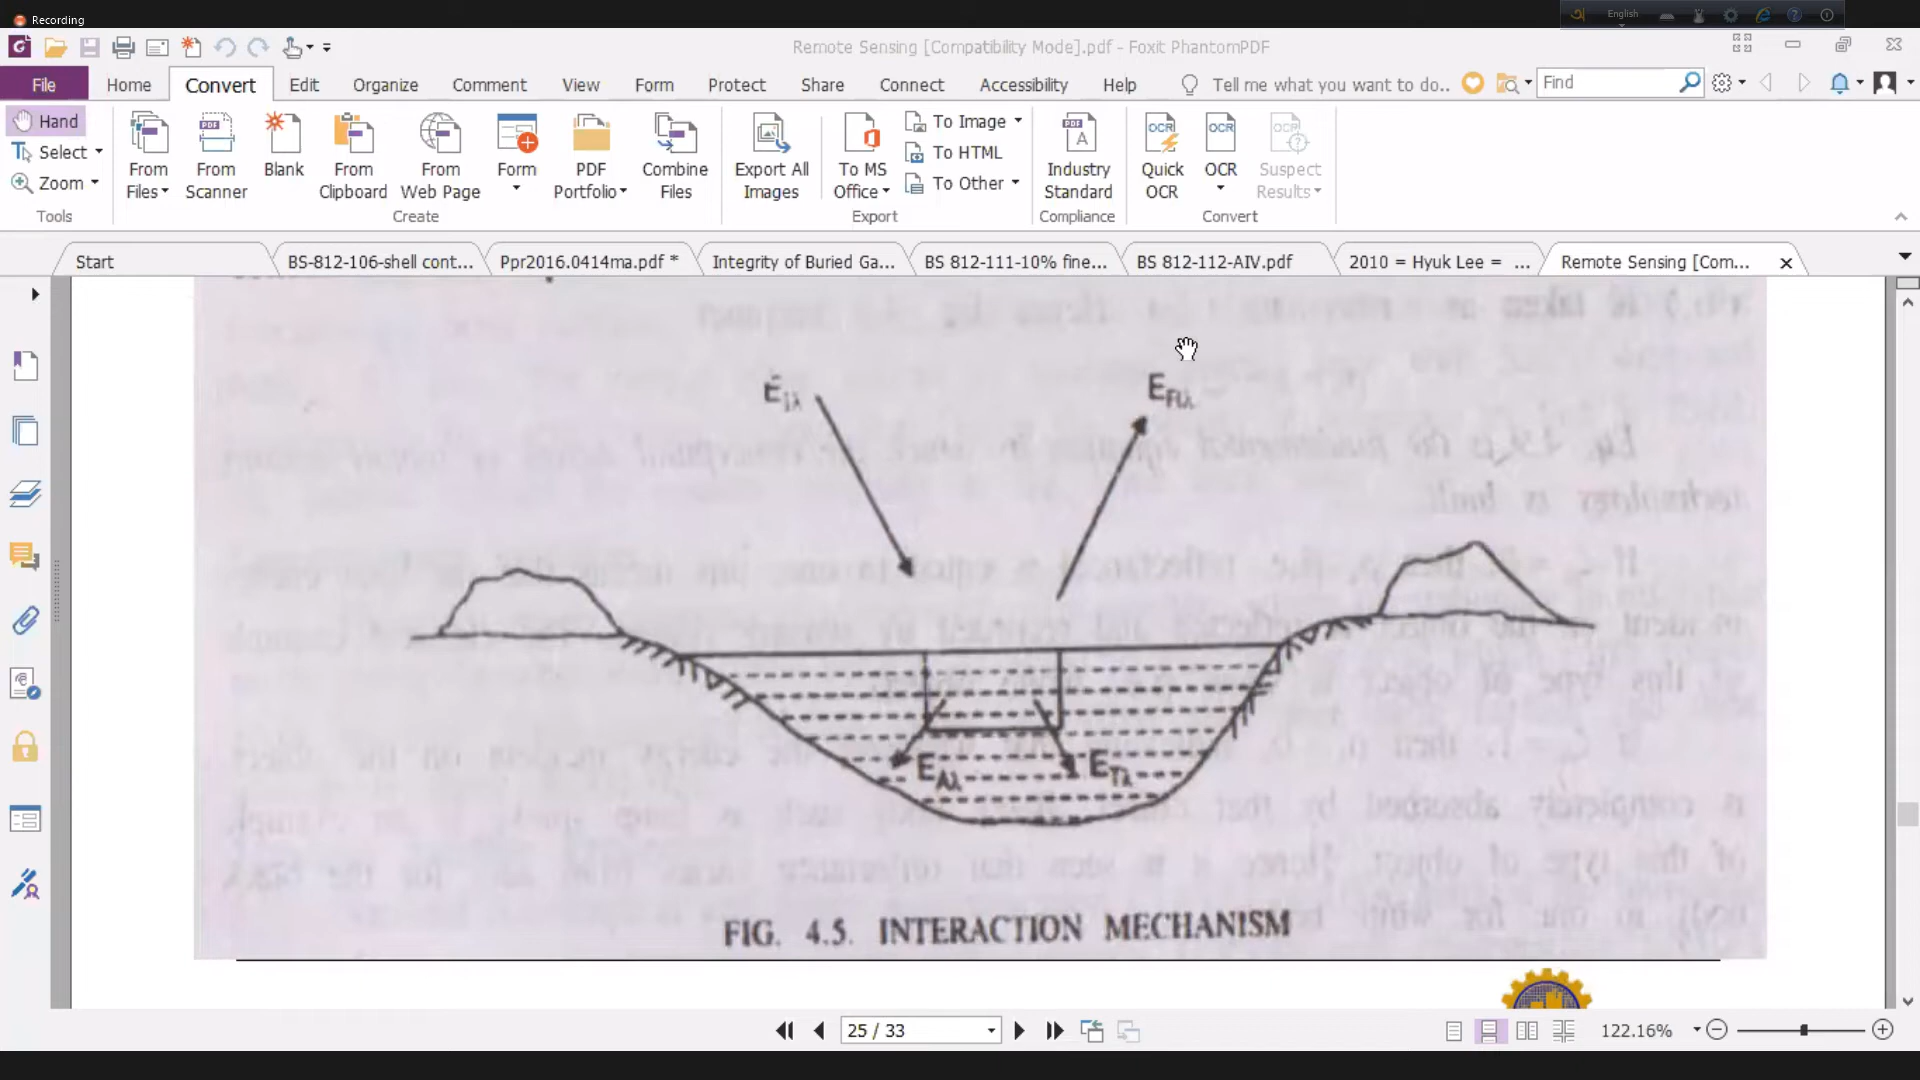 Recording
English
Remote Sensing [Compatibility Mode].pdf - Foxit PhantomPDF
File Home Convert Edit Organize Comment View Form Protect Share Connect Accessibility Help Tell me what you want to do.. Find
Hand
Select
Zoom
Tools
From Files
From Scanner
Blank
From Clipboard
From Web Page
Form
PDF Portfolio
Combine Files
Create
Export All Images
To MS Office
To Image
To HTML
To Other
Export
Industry Standard
Compliance
Quick OCR
OCR
Suspect Results
Convert
Start
BS-812-106-shell cont...
Ppr2016.0414ma.pdf *
Integrity of Buried Ga...
BS 812-111-10% fine...
BS 812-112-AIV.pdf
2010 = Hyuk Lee = ...
Remote Sensing [Com...
E Iλ
E Rλ
E Aλ
E Tλ
FIG. 4.5. INTERACTION MECHANISM
25 / 33
122.16%